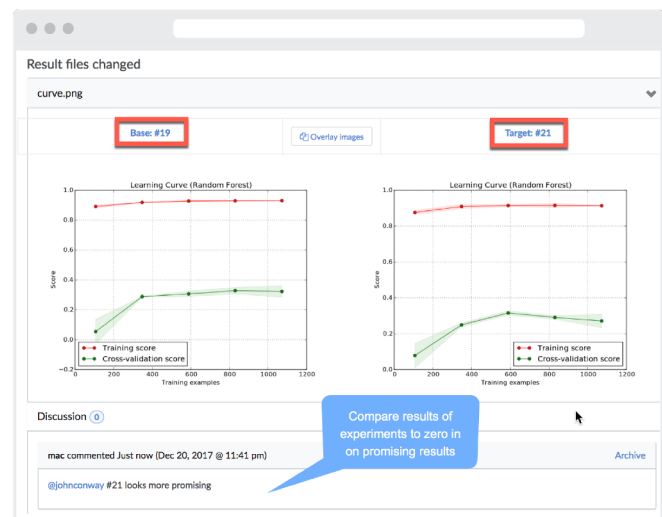 Result files changed
curve.png
Base: #19
Overlay images
Target: #21
Learning Curve (Random Forest)
1.0
0.8
0.6
0.4
0.2
0.0
−0.2
Score
0 200 400 600 800 1000 1200
Training examples
Training score
Cross-validation score
Learning Curve (Random Forest)
1.0
0.8
0.6
0.4
0.2
0.0
Score
0 200 400 600 800 1000 1200
Training examples
Training score
Cross-validation score
Discussion 0
Compare results of
experiments to zero in
on promising results
mac commented Just now (Dec 20, 2017 @ 11:41 pm)
Archive
@johnconway #21 looks more promising